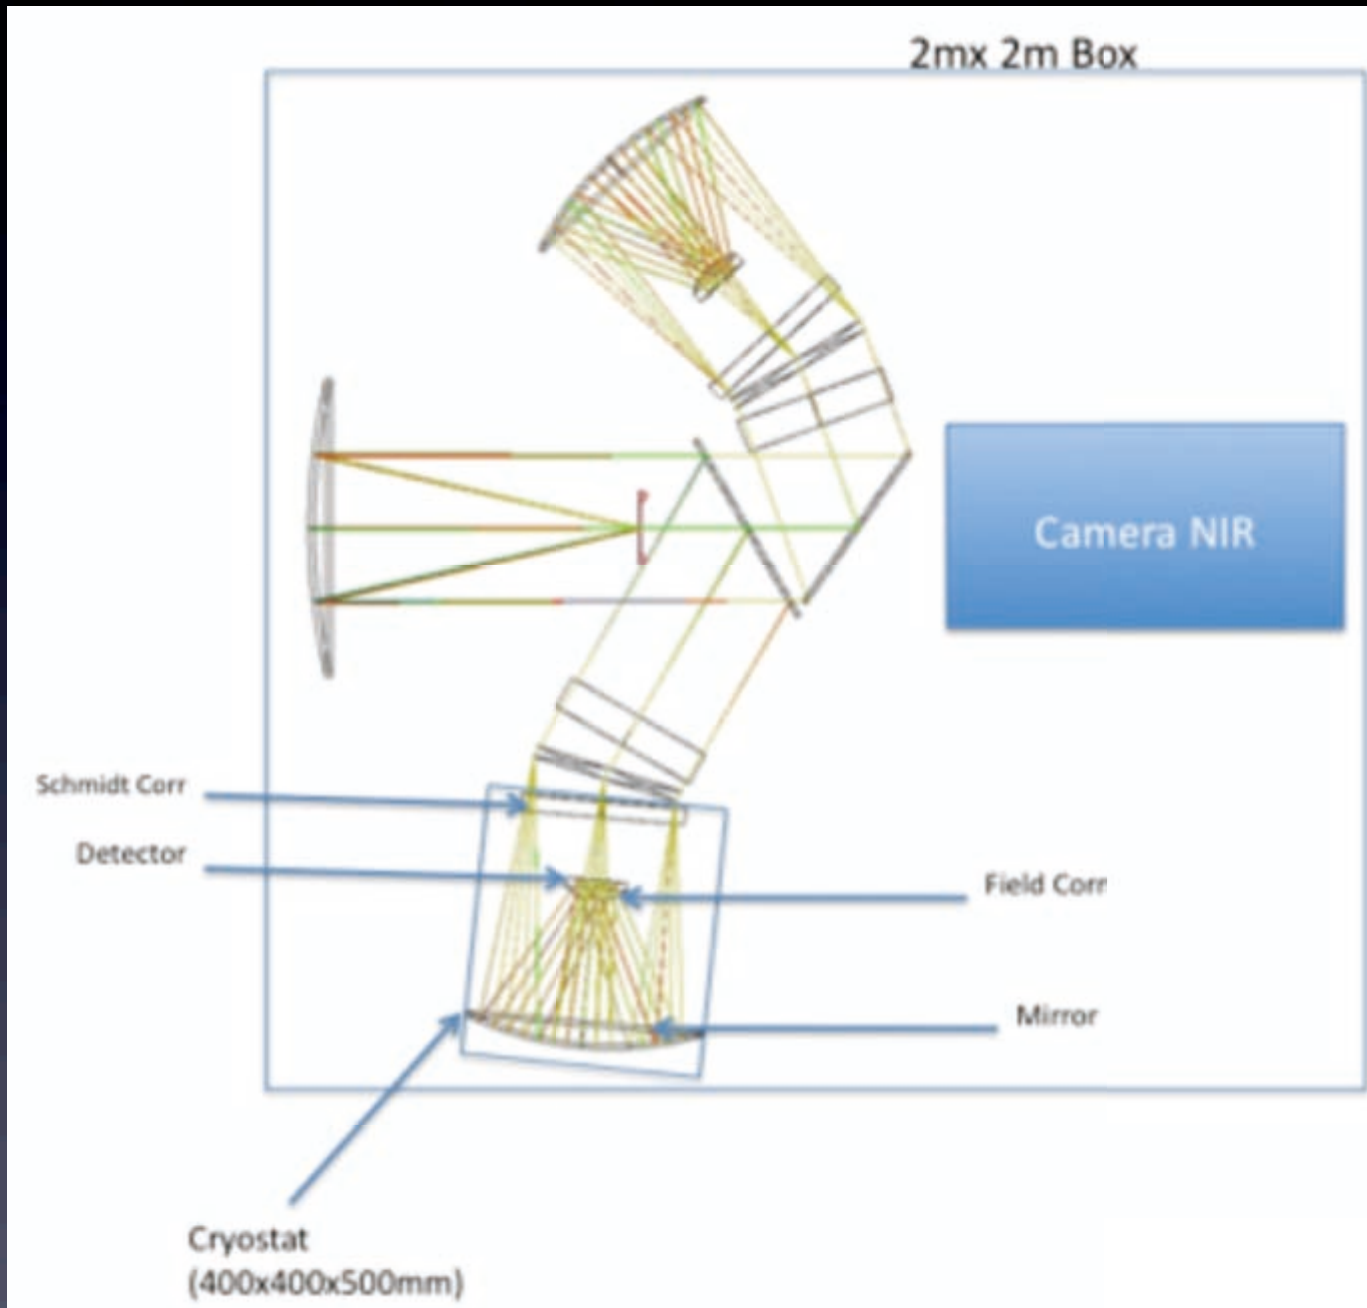 2mx 2m Box
Camera NIR
Schmidt Corr
Detector
Field Corr
Mirror
Cryostat
(400x400x500mm)